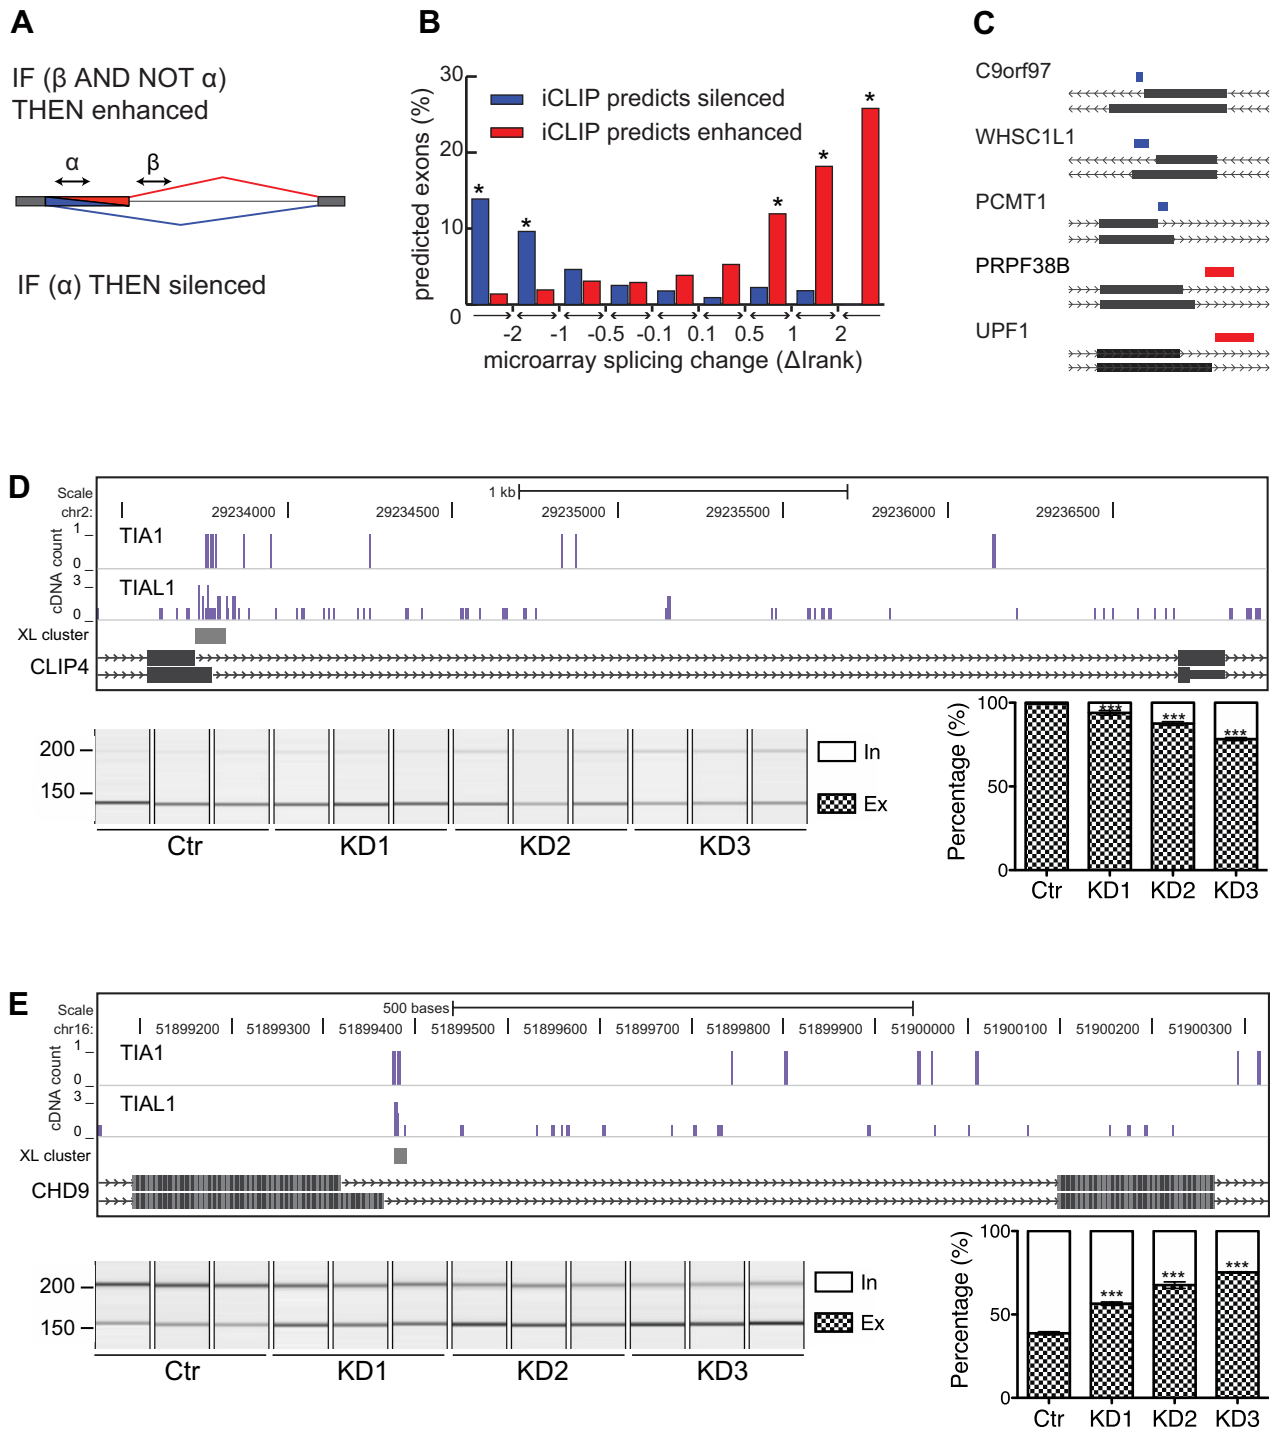 A
IF (β AND NOT α)
THEN enhanced
α
β
IF (α) THEN silenced
B
predicted exons (%)
30
20
10
0
iCLIP predicts silenced
iCLIP predicts enhanced
* * * * *
-2 -1 -0.5 -0.1 0.1 0.5 1 2
microarray splicing change (ΔIrank)
C
C9orf97
WHSC1L1
PCMT1
PRPF38B
UPF1
D
Scale
1 kb
chr2:
29234000 29234500 29235000 29235500 29236000 29236500
cDNA count
1
0
TIA1
3
0
TIAL1
XL cluster
CLIP4
200
150
Ctr KD1 KD2 KD3
In
Ex
Percentage (%)
100
50
0
*** *** ***
Ctr KD1 KD2 KD3
E
Scale
500 bases
chr16:
51899200 51899300 51899400 51899500 51899600 51899700 51899800 51899900 51900000 51900100 51900200 51900300
cDNA count
1
0
TIA1
3
0
TIAL1
XL cluster
CHD9
200
150
Ctr KD1 KD2 KD3
In
Ex
Percentage (%)
100
50
0
*** *** ***
Ctr KD1 KD2 KD3